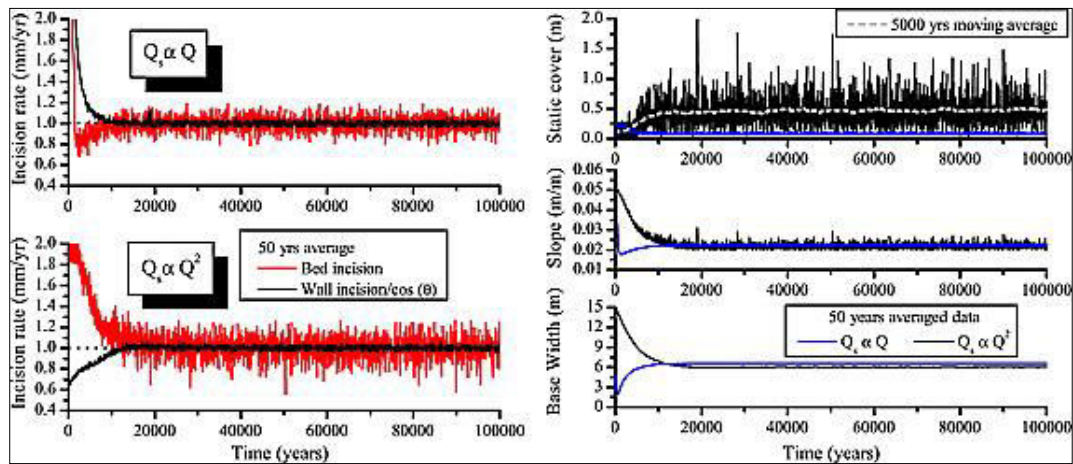 Incision rate (mm/yr)
2.0
1.8
1.6
1.4
1.2
1.0
0.8
0.6
0.4
Qs α Q
0 20000 40000 60000 80000 100000
Incision rate (mm/yr)
2.0
1.8
1.6
1.4
1.2
1.0
0.8
0.6
0.4
Qs α Q²
50 yrs average
Bed incision
Wall incision/cos (θ)
0 20000 40000 60000 80000 100000
Time (years)
Static cover (m)
2.0
1.5
1.0
0.5
0.0
5000 yrs moving average
0 20000 40000 60000 80000 100000
Slope (m/m)
0.06
0.05
0.04
0.03
0.02
0.01
0 20000 40000 60000 80000 100000
Base Width (m)
15
12
9
6
3
0
50 years averaged data
Qs α Q Qs α Q²
0 20000 40000 60000 80000 100000
Time (years)